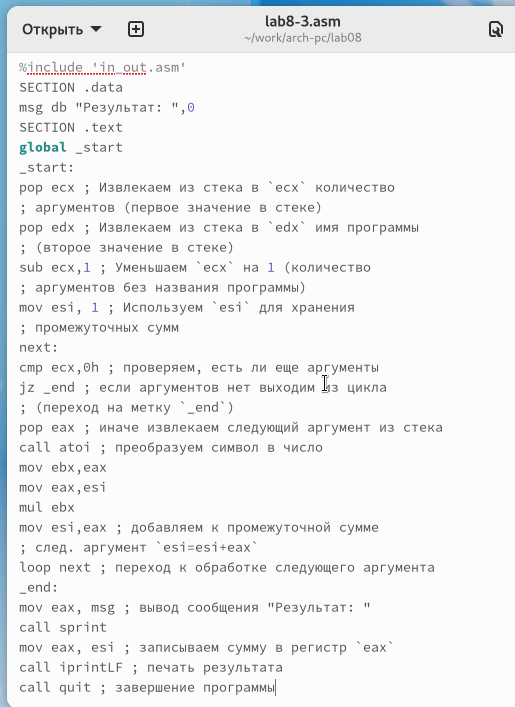 Открыть
lab8-3.asm
~/work/arch-pc/lab08
%include 'in_out.asm'
SECTION .data
msg db "Результат: ",0
SECTION .text
global _start
_start:
pop ecx ; Извлекаем из стека в `ecx` количество
; аргументов (первое значение в стеке)
pop edx ; Извлекаем из стека в `edx` имя программы
; (второе значение в стеке)
sub ecx,1 ; Уменьшаем `ecx` на 1 (количество
; аргументов без названия программы)
mov esi, 1 ; Используем `esi` для хранения
; промежуточных сумм
next:
cmp ecx,0h ; проверяем, есть ли еще аргументы
jz _end ; если аргументов нет выходим из цикла
; (переход на метку `_end`)
pop eax ; иначе извлекаем следующий аргумент из стека
call atoi ; преобразуем символ в число
mov ebx,eax
mov eax,esi
mul ebx
mov esi,eax ; добавляем к промежуточной сумме
; след. аргумент `esi=esi+eax`
loop next ; переход к обработке следующего аргумента
_end:
mov eax, msg ; вывод сообщения "Результат: "
call sprint
mov eax, esi ; записываем сумму в регистр `eax`
call iprintLF ; печать результата
call quit ; завершение программы